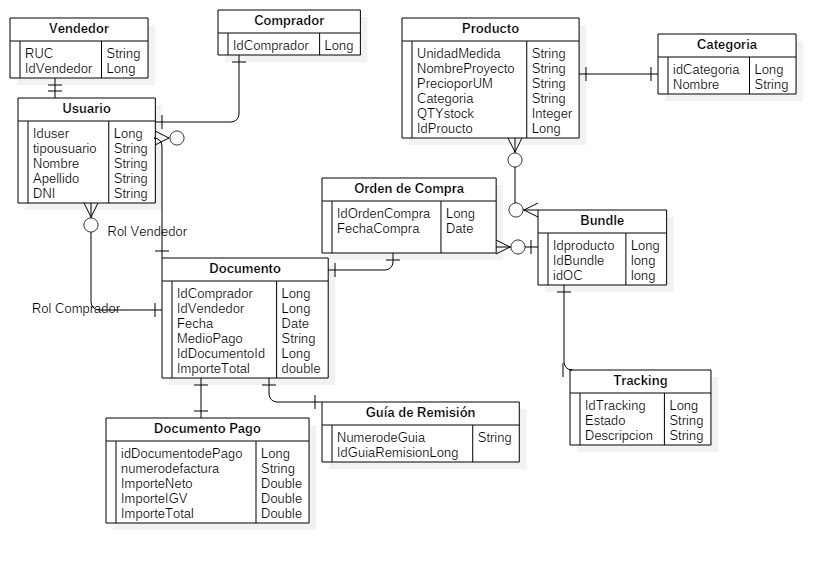 Vendedor
RUC String
IdVendedor Long
Comprador
IdComprador Long
Producto
UnidadMedida String
NombreProyecto String
PrecioporUM String
Categoria String
QTYstock Integer
IdProucto Long
Categoria
idCategoria Long
Nombre String
Usuario
Iduser Long
tipousuario String
Nombre String
Apellido String
DNI String
Orden de Compra
IdOrdenCompra Long
FechaCompra Date
Bundle
Idproducto Long
IdBundle long
idOC long
Rol Vendedor
Rol Comprador
Documento
IdComprador Long
IdVendedor Long
Fecha Date
MedioPago String
IdDocumentoId Long
ImporteTotal double
Tracking
IdTracking Long
Estado String
Descripcion String
Documento Pago
idDocumentodePago Long
numerodefactura String
ImporteNeto Double
ImporteIGV Double
ImporteTotal Double
Guía de Remisión
NumerodeGuia String
IdGuiaRemisionLong